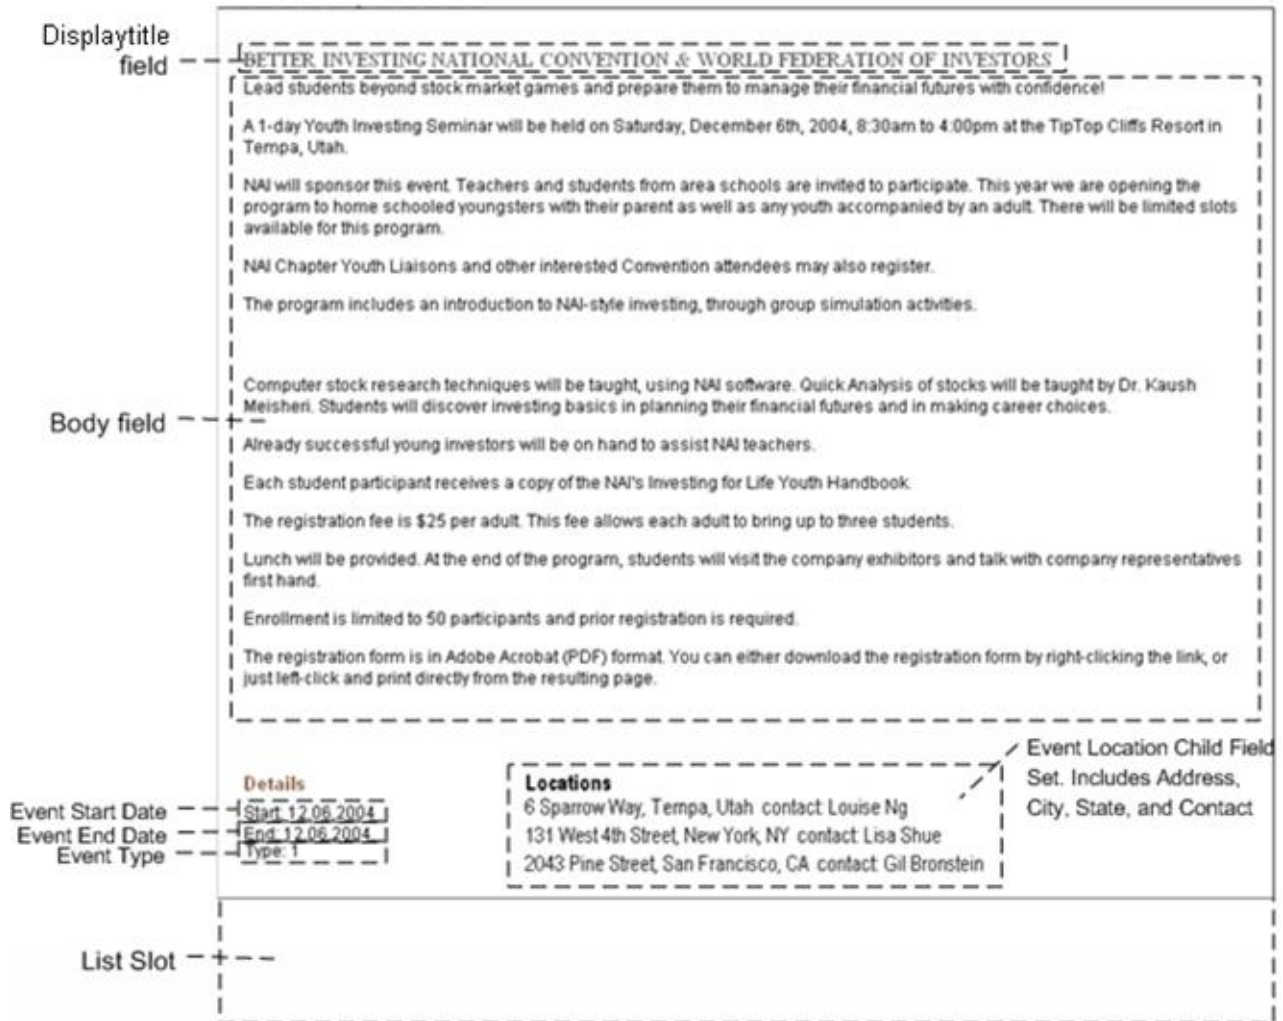 Displaytitle
field
BETTER INVESTING NATIONAL CONVENTION & WORLD FEDERATION OF INVESTORS
Lead students beyond stock market games and prepare them to manage their financial futures with confidence!
A 1-day Youth Investing Seminar will be held on Saturday, December 6th, 2004, 8:30am to 4:00pm at the TipTop Cliffs Resort in
Tempa, Utah.
NAI will sponsor this event. Teachers and students from area schools are invited to participate. This year we are opening the
program to home schooled youngsters with their parent as well as any youth accompanied by an adult. There will be limited slots
available for this program.
NAI Chapter Youth Liaisons and other interested Convention attendees may also register.
The program includes an introduction to NAI-style investing, through group simulation activities.
Computer stock research techniques will be taught, using NAI software. Quick Analysis of stocks will be taught by Dr. Kaush
Meisheri. Students will discover investing basics in planning their financial futures and in making career choices.
Body field
Already successful young investors will be on hand to assist NAI teachers.
Each student participant receives a copy of the NAI's Investing for Life Youth Handbook.
The registration fee is $25 per adult. This fee allows each adult to bring up to three students.
Lunch will be provided. At the end of the program, students will visit the company exhibitors and talk with company representatives
first hand.
Enrollment is limited to 50 participants and prior registration is required.
The registration form is in Adobe Acrobat (PDF) format. You can either download the registration form by right-clicking the link, or
just left-click and print directly from the resulting page.
Event Location Child Field
Set. Includes Address,
City, State, and Contact
Details
Event Start Date
Start: 12.06.2004
Event End Date
End: 12.06.2004
Event Type
Type: 1
Locations
6 Sparrow Way, Tempa, Utah contact: Louise Ng
131 West 4th Street, New York, NY contact: Lisa Shue
2043 Pine Street, San Francisco, CA contact: Gil Bronstein
List Slot